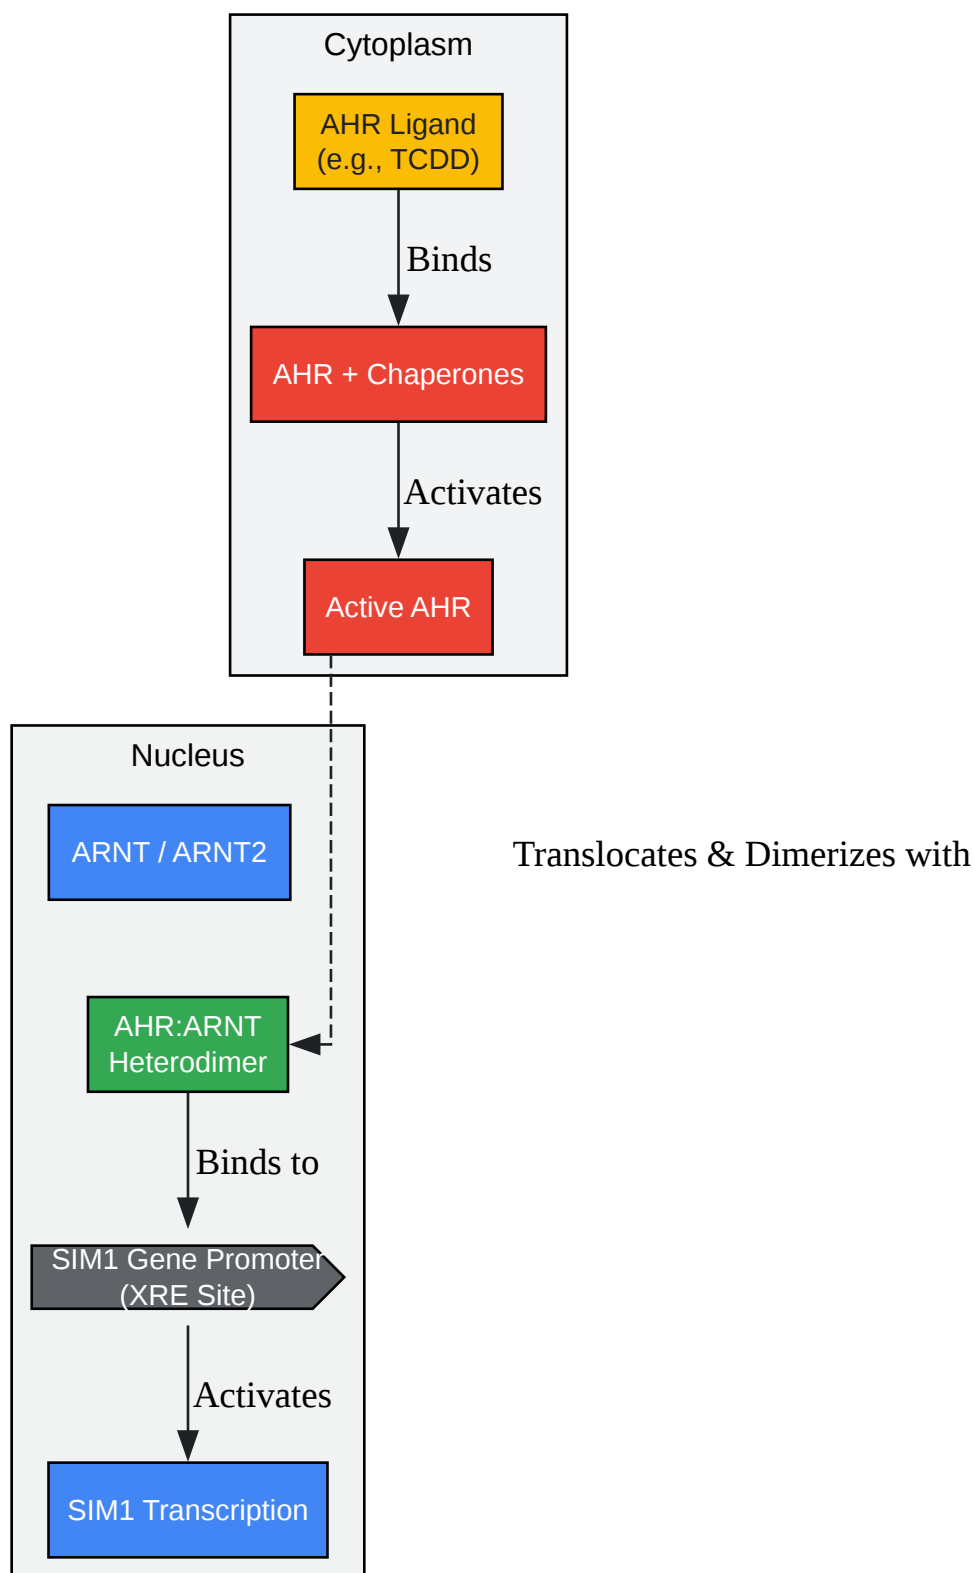 Cytoplasm
AHR Ligand
(e.g., TCDD)
Binds
AHR + Chaperones
Activates
Active AHR
Nucleus
ARNT / ARNT2
Translocates & Dimerizes with
AHR:ARNT
Heterodimer
Binds to
SIM1 Gene Promoter
(XRE Site)
Activates
SIM1 Transcription